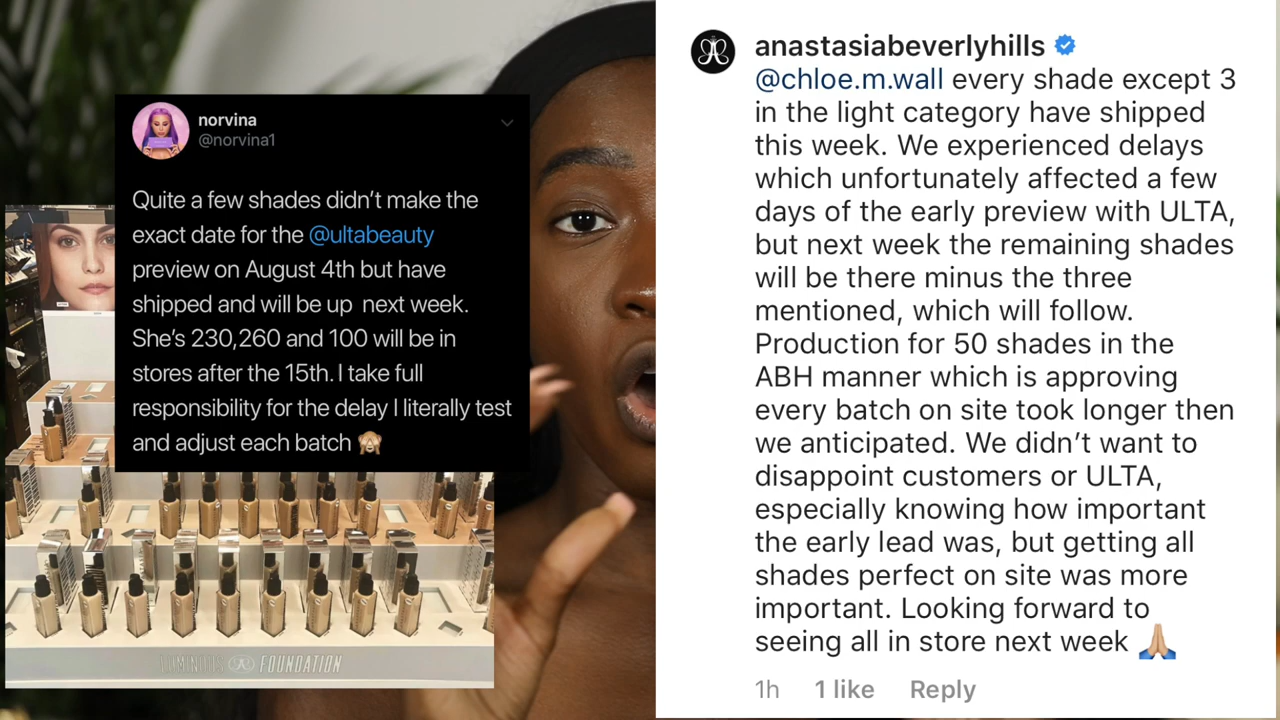 norvina
@norvina1
Quite a few shades didn't make the
exact date for the @ultabeauty
preview on August 4th but have
shipped and will be up next week.
She's 230,260 and 100 will be in
stores after the 15th. I take full
responsibility for the delay I literally test
and adjust each batch 🙈
LUMINOUS FOUNDATION
anastasiabeverlyhills
@chloe.m.wall every shade except 3
in the light category have shipped
this week. We experienced delays
which unfortunately affected a few
days of the early preview with ULTA,
but next week the remaining shades
will be there minus the three
mentioned, which will follow.
Production for 50 shades in the
ABH manner which is approving
every batch on site took longer then
we anticipated. We didn't want to
disappoint customers or ULTA,
especially knowing how important
the early lead was, but getting all
shades perfect on site was more
important. Looking forward to
seeing all in store next week 🙏🏼
1h 1 like Reply